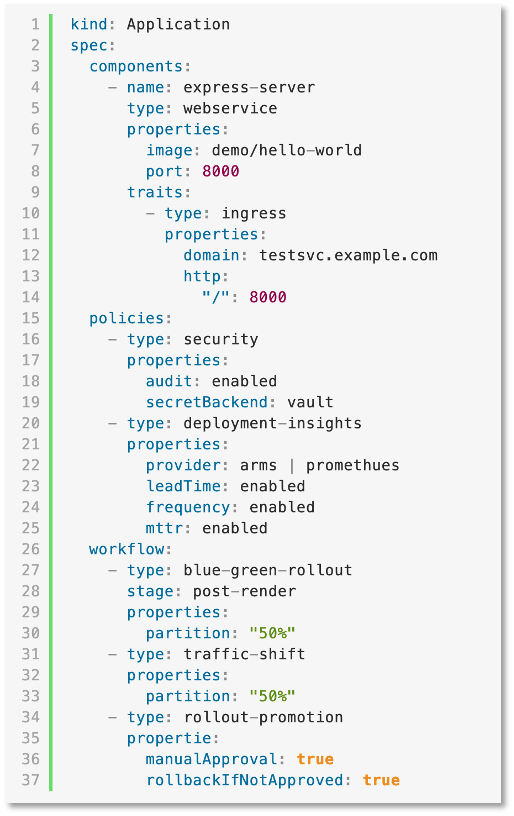 1 kind: Application
2 spec:
3   components:
4     - name: express-server
5       type: webservice
6       properties:
7         image: demo/hello-world
8         port: 8000
9       traits:
10         - type: ingress
11           properties:
12             domain: testsvc.example.com
13             http:
14               "/": 8000
15   policies:
16     - type: security
17       properties:
18         audit: enabled
19         secretBackend: vault
20     - type: deployment-insights
21       properties:
22         provider: arms | promethues
23         leadTime: enabled
24         frequency: enabled
25         mttr: enabled
26   workflow:
27     - type: blue-green-rollout
28       stage: post-render
29       properties:
30         partition: "50%"
31     - type: traffic-shift
32       properties:
33         partition: "50%"
34     - type: rollout-promotion
35       propertie:
36         manualApproval: true
37         rollbackIfNotApproved: true